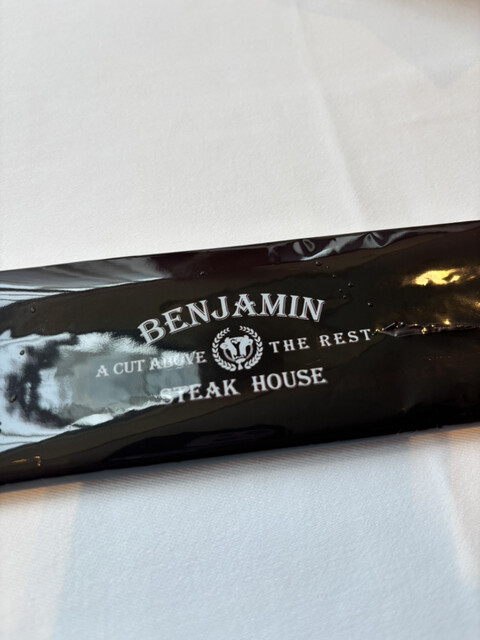 BENJAMIN
A CUT ABOVE THE REST
STEAK HOUSE